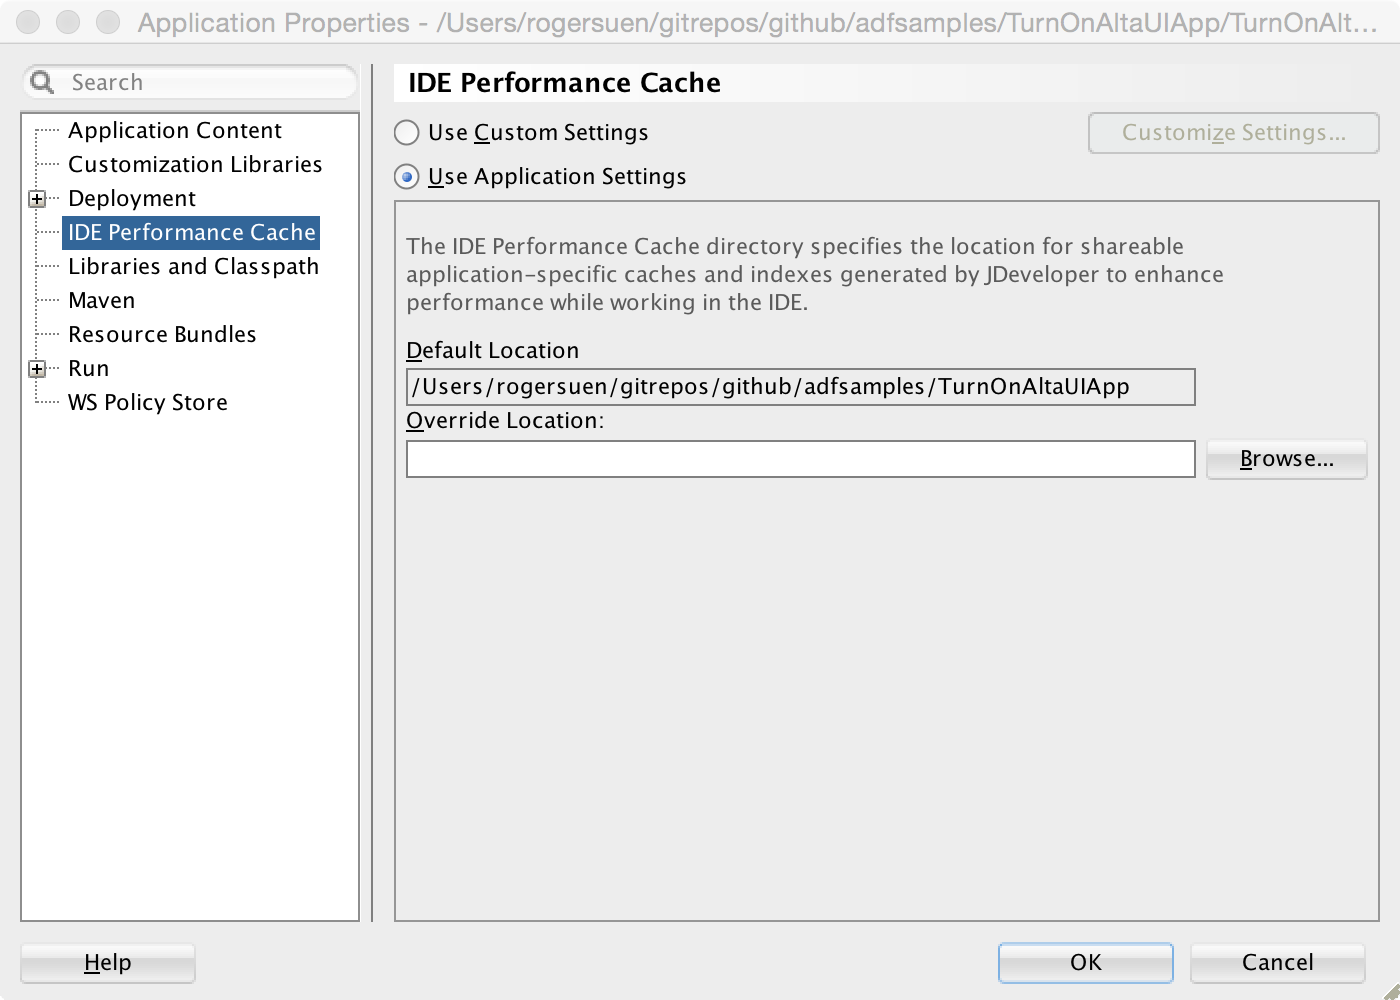 Application Properties - /Users/rogersuen/gitrepos/github/adfsamples/TurnOnAltaUIApp/TurnOnAlt...
Search
Application Content
Customization Libraries
Deployment
IDE Performance Cache
Libraries and Classpath
Maven
Resource Bundles
Run
WS Policy Store
IDE Performance Cache
Use Custom Settings
Customize Settings...
Use Application Settings
The IDE Performance Cache directory specifies the location for shareable
application-specific caches and indexes generated by JDeveloper to enhance
performance while working in the IDE.
Default Location
/Users/rogersuen/gitrepos/github/adfsamples/TurnOnAltaUIApp
Override Location:
Browse...
Help
OK
Cancel